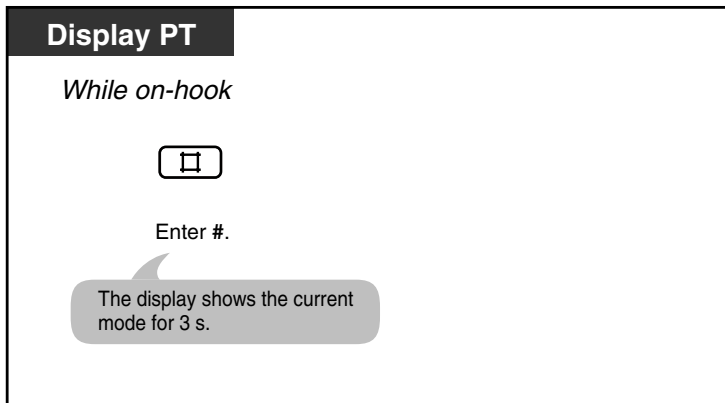 Display PT
While on-hook
#
Enter #.
The display shows the current
mode for 3 s.